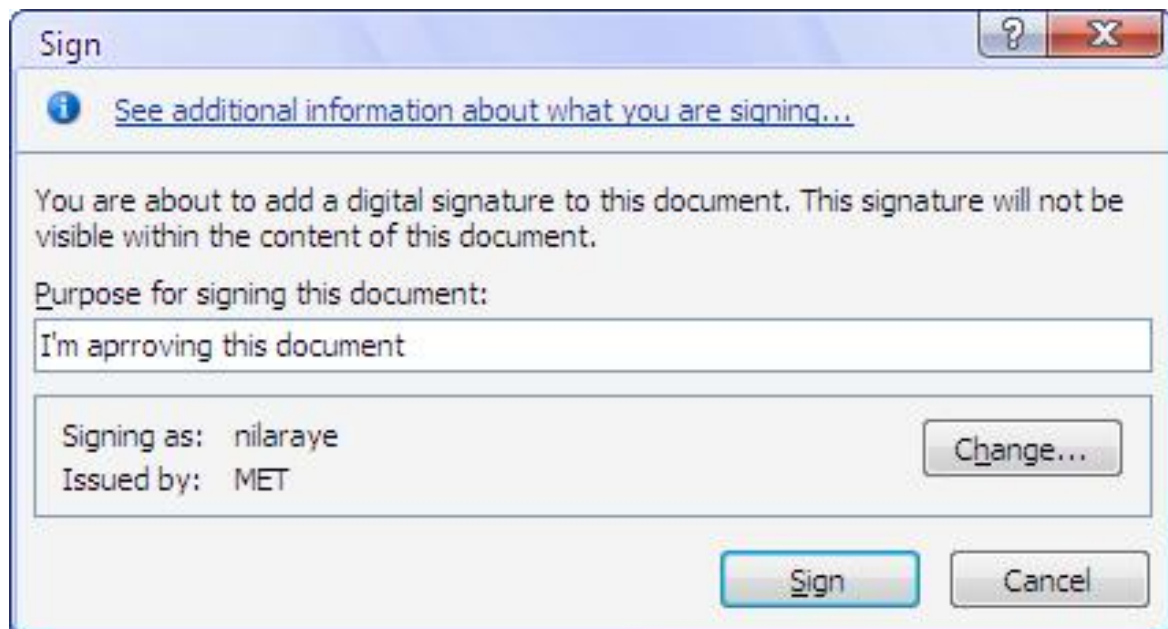 Sign
?
X
See additional information about what you are signing...
You are about to add a digital signature to this document. This signature will not be
visible within the content of this document.
Purpose for signing this document:
I'm aprroving this document
Signing as: nilaraye
Change...
Issued by: MET
Sign
Cancel